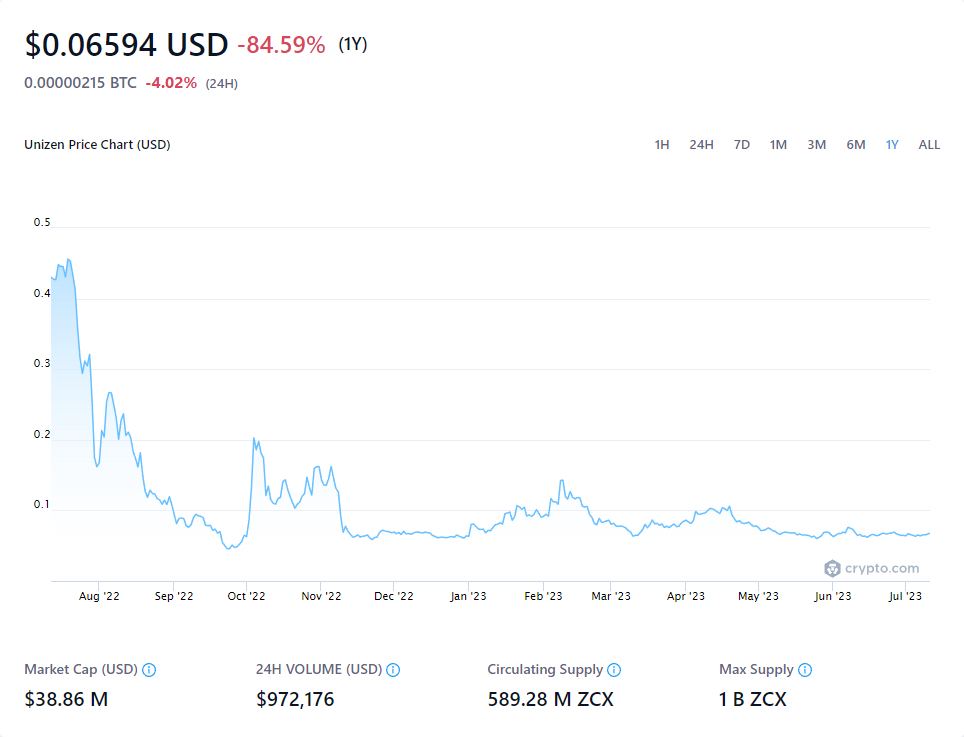 $0.06594 USD -84.59% (1Y)
0.00000215 BTC -4.02% (24H)
Unizen Price Chart (USD) 1H 24H 7D 1M 3M 6M 1Y ALL
0.5
0.4
0.3
0.2
0.1
crypto.com
Aug '22 Sep '22 Oct '22 Nov '22 Dec '22 Jan '23 Feb '23 Mar '23 Apr '23 May '23 Jun '23 Jul '23
Market Cap (USD) 24H VOLUME (USD) Circulating Supply Max Supply
$38.86 M $972,176 589.28 M ZCX 1 B ZCX